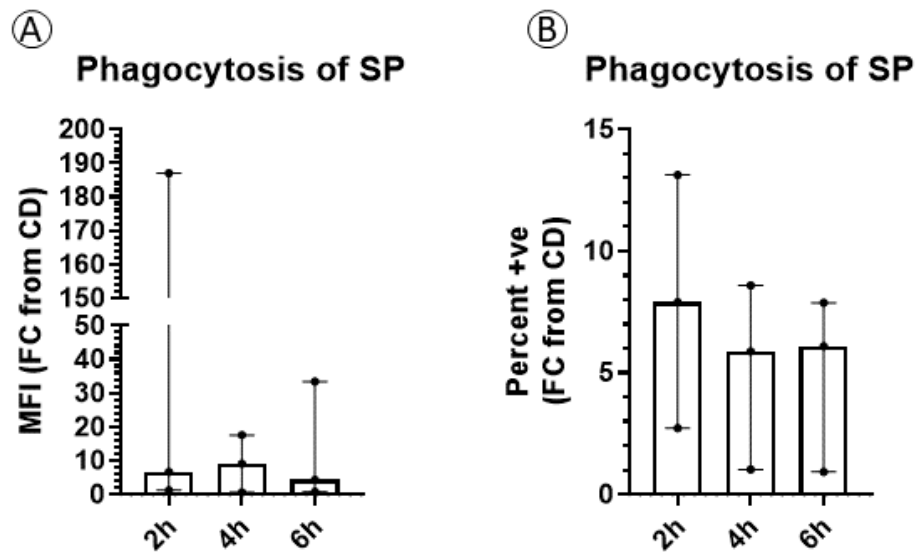 A
Phagocytosis of SP
MFI (FC from CD)
200
190
180
170
160
150
50
40
30
20
10
0
2h
4h
6h
B
Phagocytosis of SP
Percent +ve
(FC from CD)
15
10
5
0
2h
4h
6h